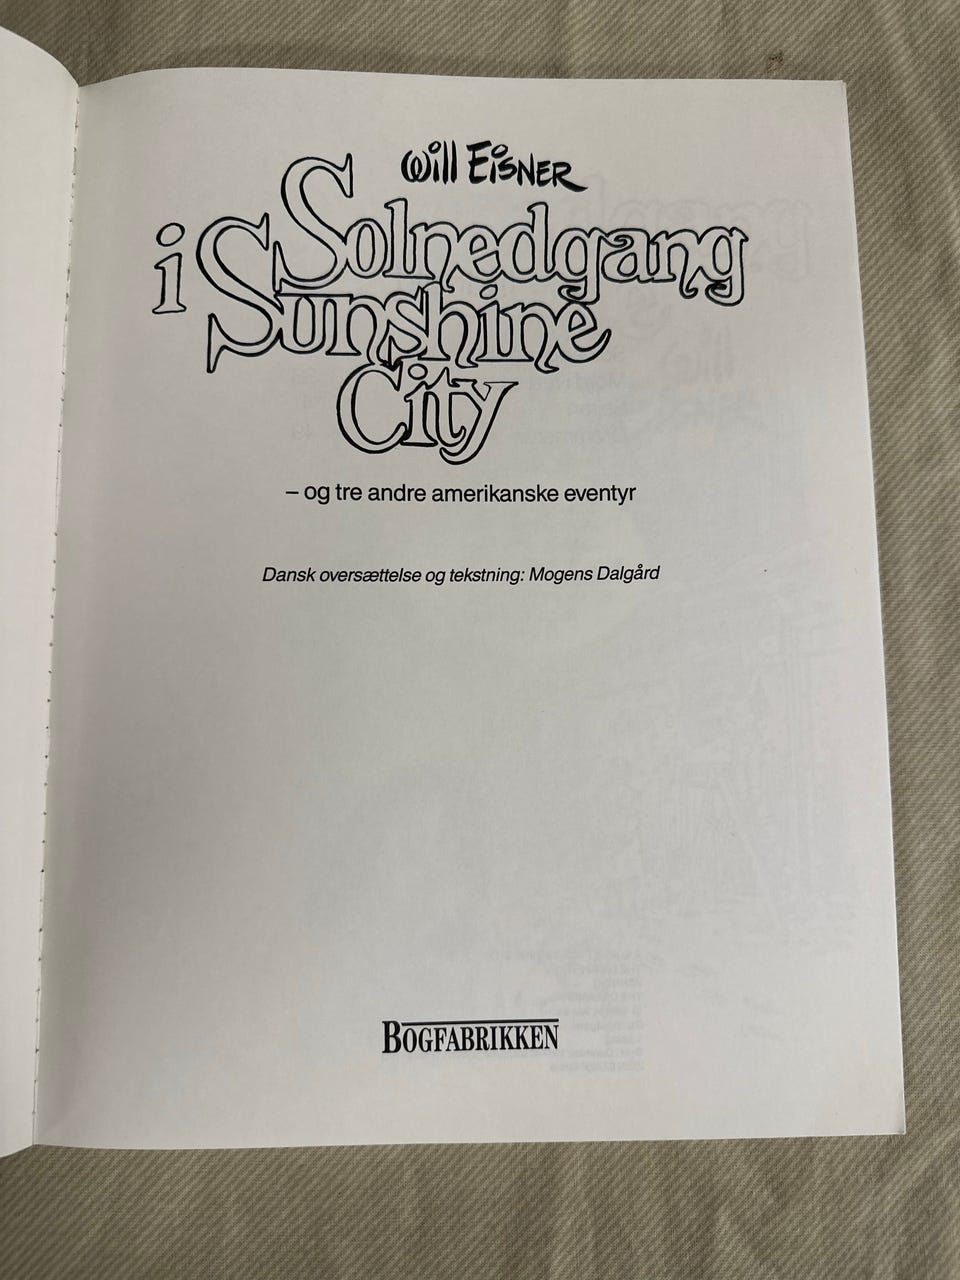 Will Eisner
Solnedgang
i Sunshine
City
– og tre andre amerikanske eventyr
Dansk oversættelse og tekstning: Mogens Dalgård
BOGFABRIKKEN